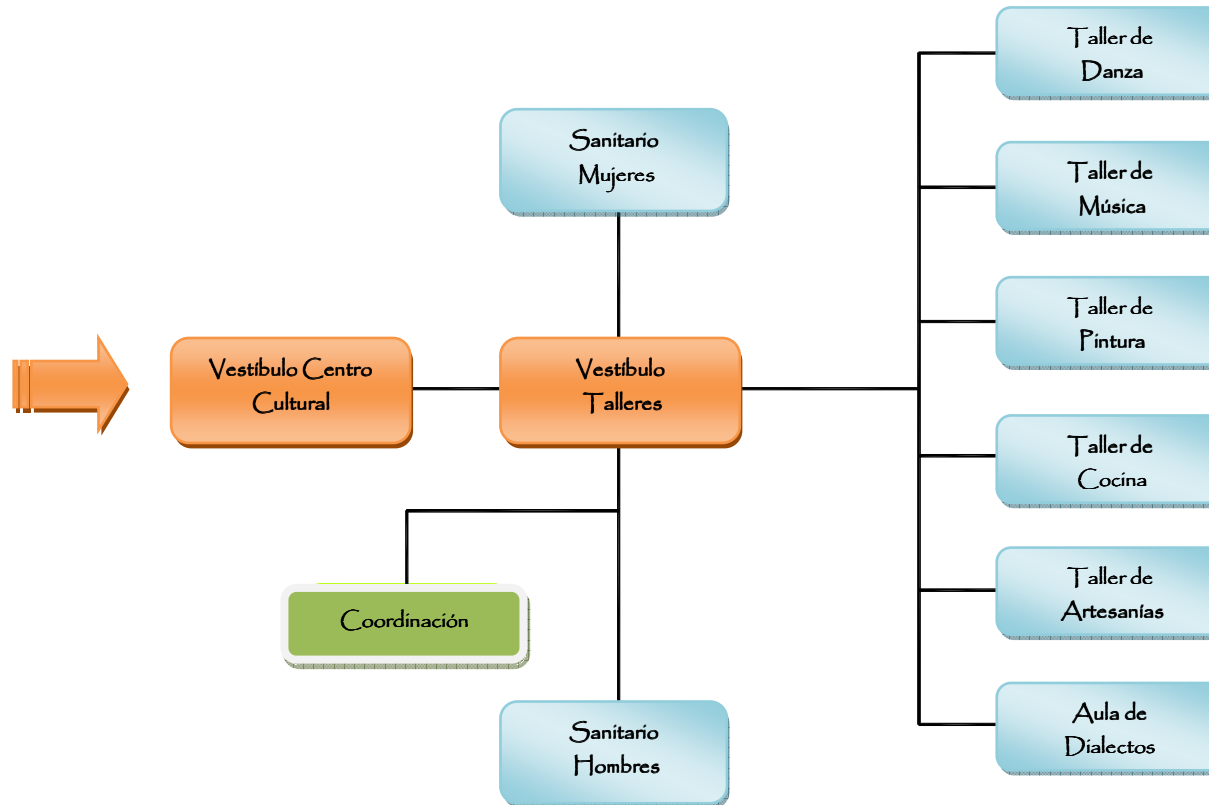 Taller de
Danza
Sanitario
Mujeres
Taller de
Música
Taller de
Pintura
Vestíbulo Centro
Cultural
Vestíbulo
Talleres
Taller de
Cocina
Coordinación
Taller de
Artesanías
Sanitario
Hombres
Aula de
Dialectos